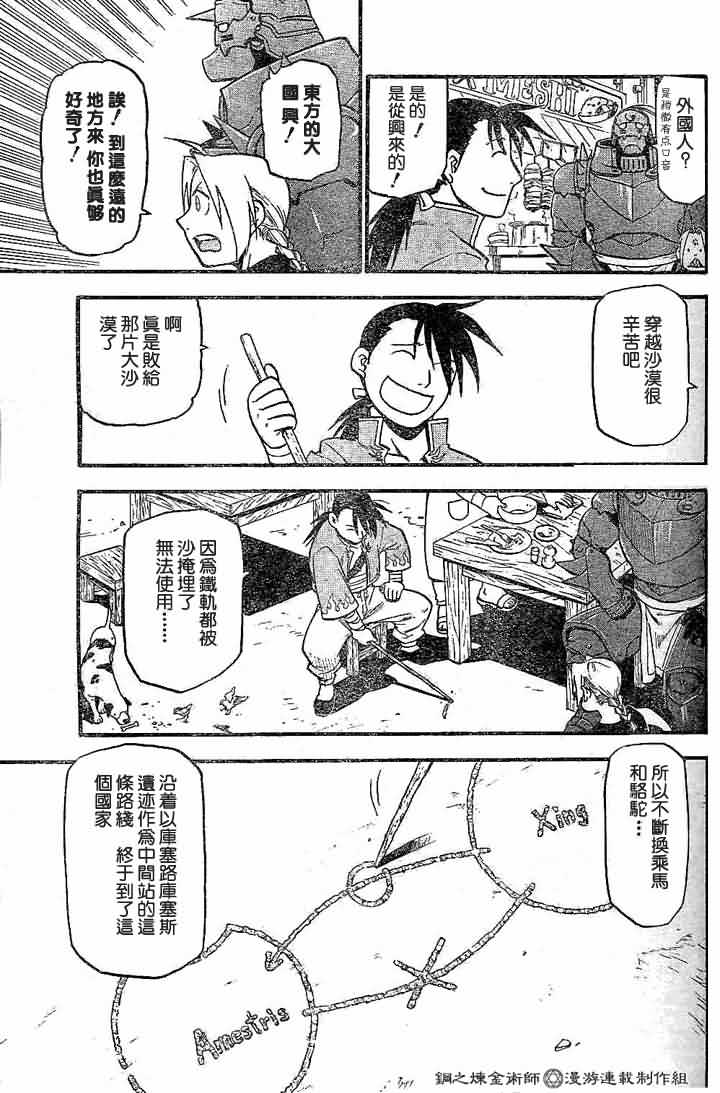 外國人？
是稍微有点口音
MESHI
是的！
是從興來的！
東方的大
國興！
誒！到這麼遠的
地方來 你也眞够
好奇了！
穿越沙漠很
辛苦吧
啊
眞是敗給
那片大沙
漠了
因爲鐵軌都被
沙掩埋了
無法使用……
所以不斷換乘馬
和駱駝…
沿着以庫塞路庫塞斯
遺迹作爲中間站的這
條路綫 終于到了這
個國家
Xing
Amestris
鋼之煉金術師 漫游連載制作組